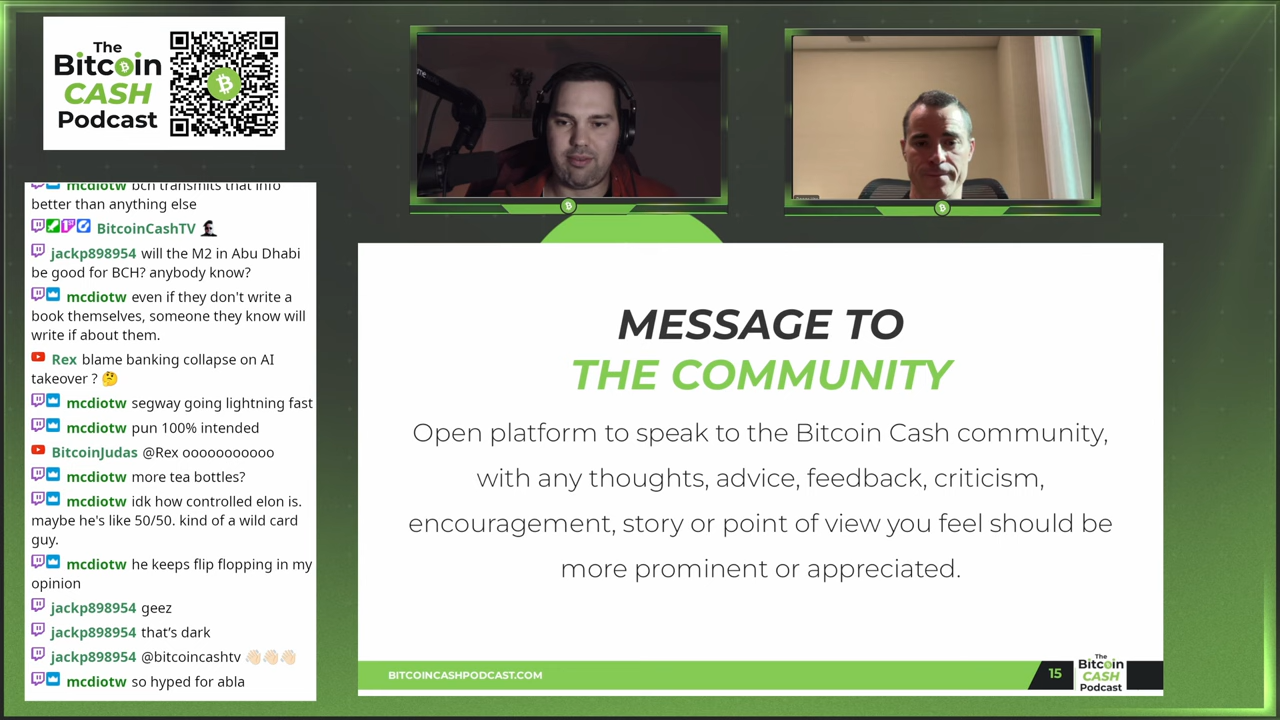 The
Bitcoin
CASH
Podcast
mcdiotw bch transmits that info
better than anything else
BitcoinCashTV
jackp898954 will the M2 in Abu Dhabi
be good for BCH? anybody know?
mcdiotw even if they don't write a
book themselves, someone they know will
write if about them.
Rex blame banking collapse on AI
takeover ? 🤔
mcdiotw segway going lightning fast
mcdiotw pun 100% intended
BitcoinJudas @Rex ooooooooooo
mcdiotw more tea bottles?
mcdiotw idk how controlled elon is.
maybe he's like 50/50. kind of a wild card
guy.
mcdiotw he keeps flip flopping in my
opinion
jackp898954 geez
jackp898954 that's dark
jackp898954 @bitcoincashtv 👏🏻👏🏻👏🏻
mcdiotw so hyped for abla
MESSAGE TO
THE COMMUNITY
Open platform to speak to the Bitcoin Cash community,
with any thoughts, advice, feedback, criticism,
encouragement, story or point of view you feel should be
more prominent or appreciated.
BITCOINCASHPODCAST.COM
15
The
Bitcoin
CASH
Podcast